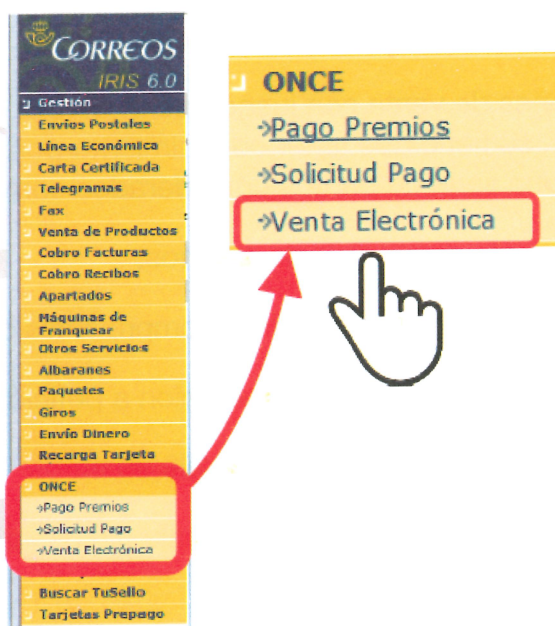 CORREOS
IRIS 6.0
Gestión
Envíos Postales
Línea Económica
Carta Certificada
Telegramas
Fax
Venta de Productos
Cobro Facturas
Cobro Recibos
Apartados
Máquinas de
Franquear
Otros Servicios
Albaranes
Paquetes
Giros
Envío Dinero
Recarga Tarjeta
ONCE
Pago Premios
Solicitud Pago
Venta Electrónica
Buscar TuSello
Tarjetas Prepago
ONCE
Pago Premios
Solicitud Pago
Venta Electrónica